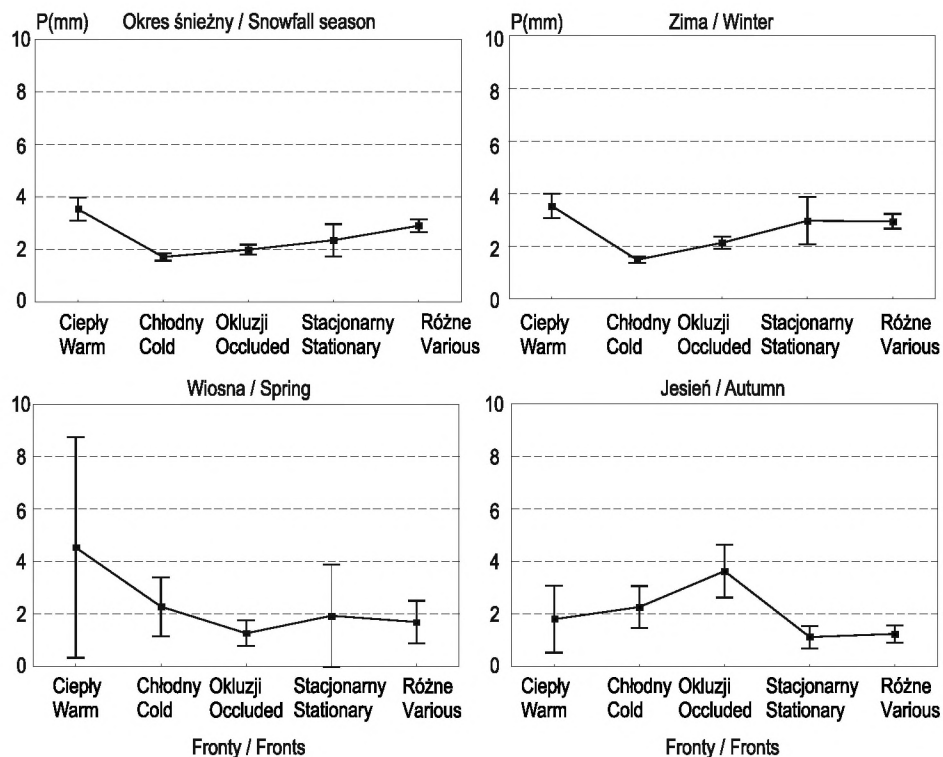 P(mm) Okres śnieżny / Snowfall season
10
8
6
4
2
0
Ciepły Chłodny Okluzji Stacjonarny Różne
Warm Cold Occluded Stationary Various
P(mm) Zima / Winter
10
8
6
4
2
0
Ciepły Chłodny Okluzji Stacjonarny Różne
Warm Cold Occluded Stationary Various
Wiosna / Spring
10
8
6
4
2
0
Ciepły Chłodny Okluzji Stacjonarny Różne
Warm Cold Occluded Stationary Various
Fronty / Fronts
Jesień / Autumn
10
8
6
4
2
0
Ciepły Chłodny Okluzji Stacjonarny Różne
Warm Cold Occluded Stationary Various
Fronty / Fronts